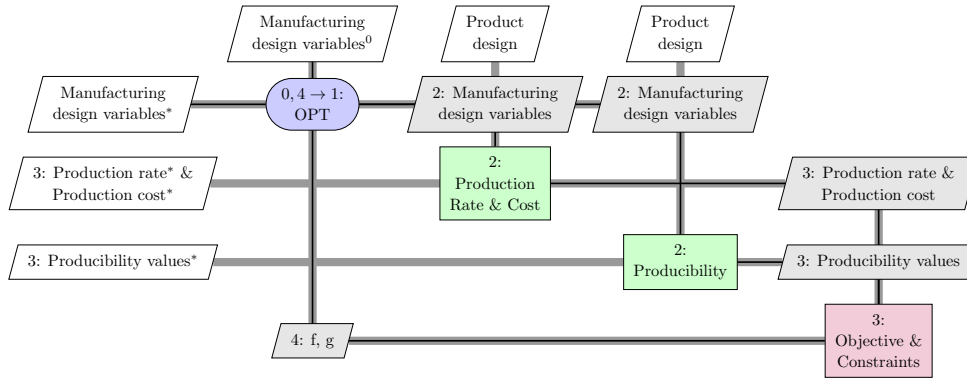 Manufacturing
design variables⁰
Product
design
Product
design
Manufacturing
design variables*
0, 4 → 1:
OPT
2: Manufacturing
design variables
2: Manufacturing
design variables
3: Production rate* &
Production cost*
2:
Production
Rate & Cost
3: Production rate &
Production cost
3: Producibility values*
2:
Producibility
3: Producibility values
4: f, g
3:
Objective &
Constraints